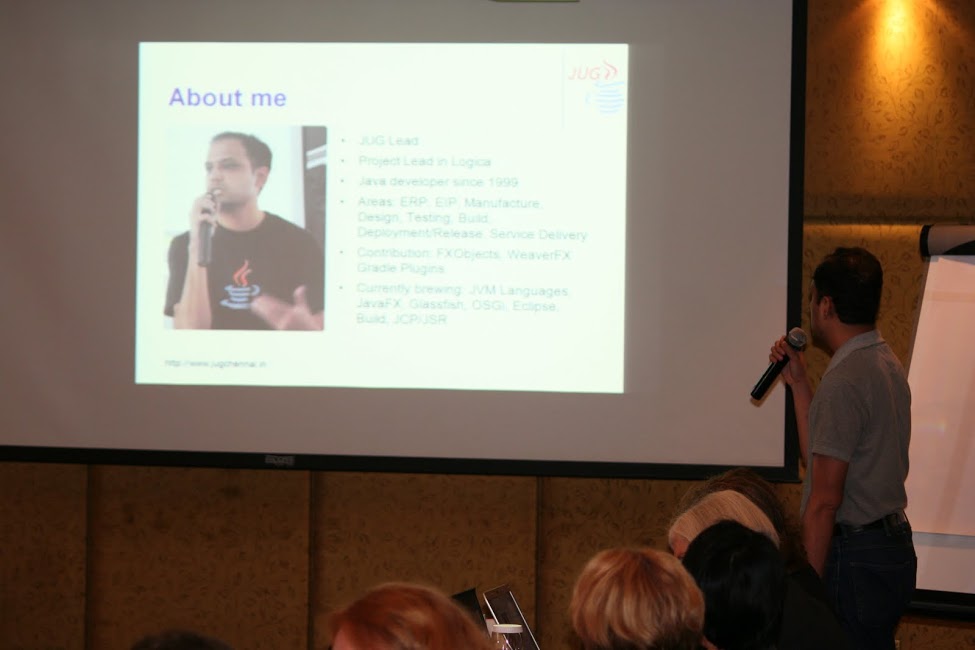 JUG
About me
• JUG Lead
• Project Lead in Logica
• Java developer since 1999
• Areas: ERP, EIP, Manufacture,
Design, Testing, Build,
Deployment/Release, Service Delivery
• Contribution: FXObjects, WeaverFX
Gradle Plugins
• Currently brewing: JVM Languages,
JavaFX, Glassfish, OSGi, Eclipse,
Build, JCP/JSR
http://www.jugchennai.in